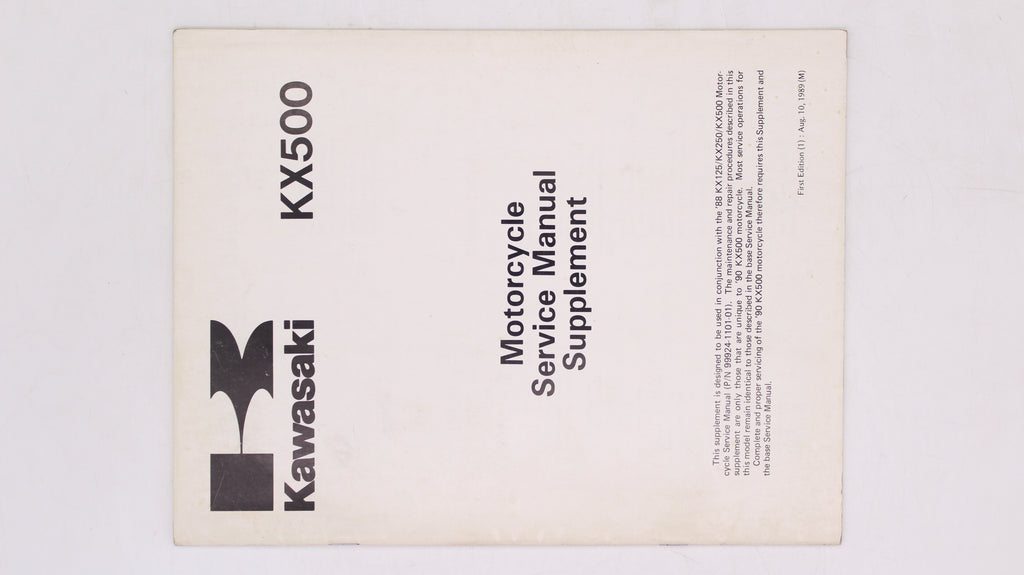 Kawasaki KX500
Motorcycle
Service Manual
Supplement
This supplement is designed to be used in conjunction with the '88 KX125/KX250/KX500 Motor-
cycle Service Manual (P/N 99924-1101-01). The maintenance and repair procedures described in this
supplement are only those that are unique to '90 KX500 motorcycle. Most service operations for
this model remain identical to those described in the base Service Manual.
Complete and proper servicing of the '90 KX500 motorcycle therefore requires this Supplement and
the base Service Manual.
First Edition (1) : Aug. 10, 1989 (M)